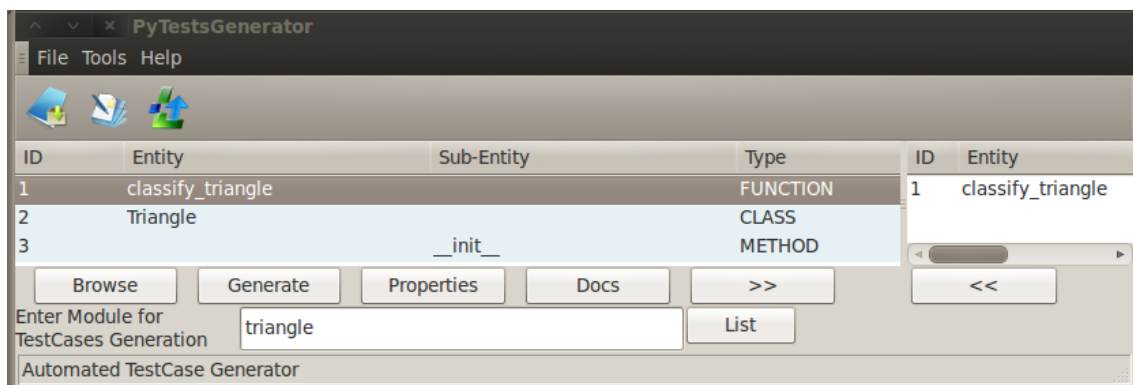 PyTestsGenerator
File Tools Help
ID Entity Sub-Entity Type ID Entity
1 classify_triangle FUNCTION 1 classify_triangle
2 Triangle CLASS
3 __init__ METHOD
Browse Generate Properties Docs >> <<
Enter Module for
TestCases Generation triangle List
Automated TestCase Generator